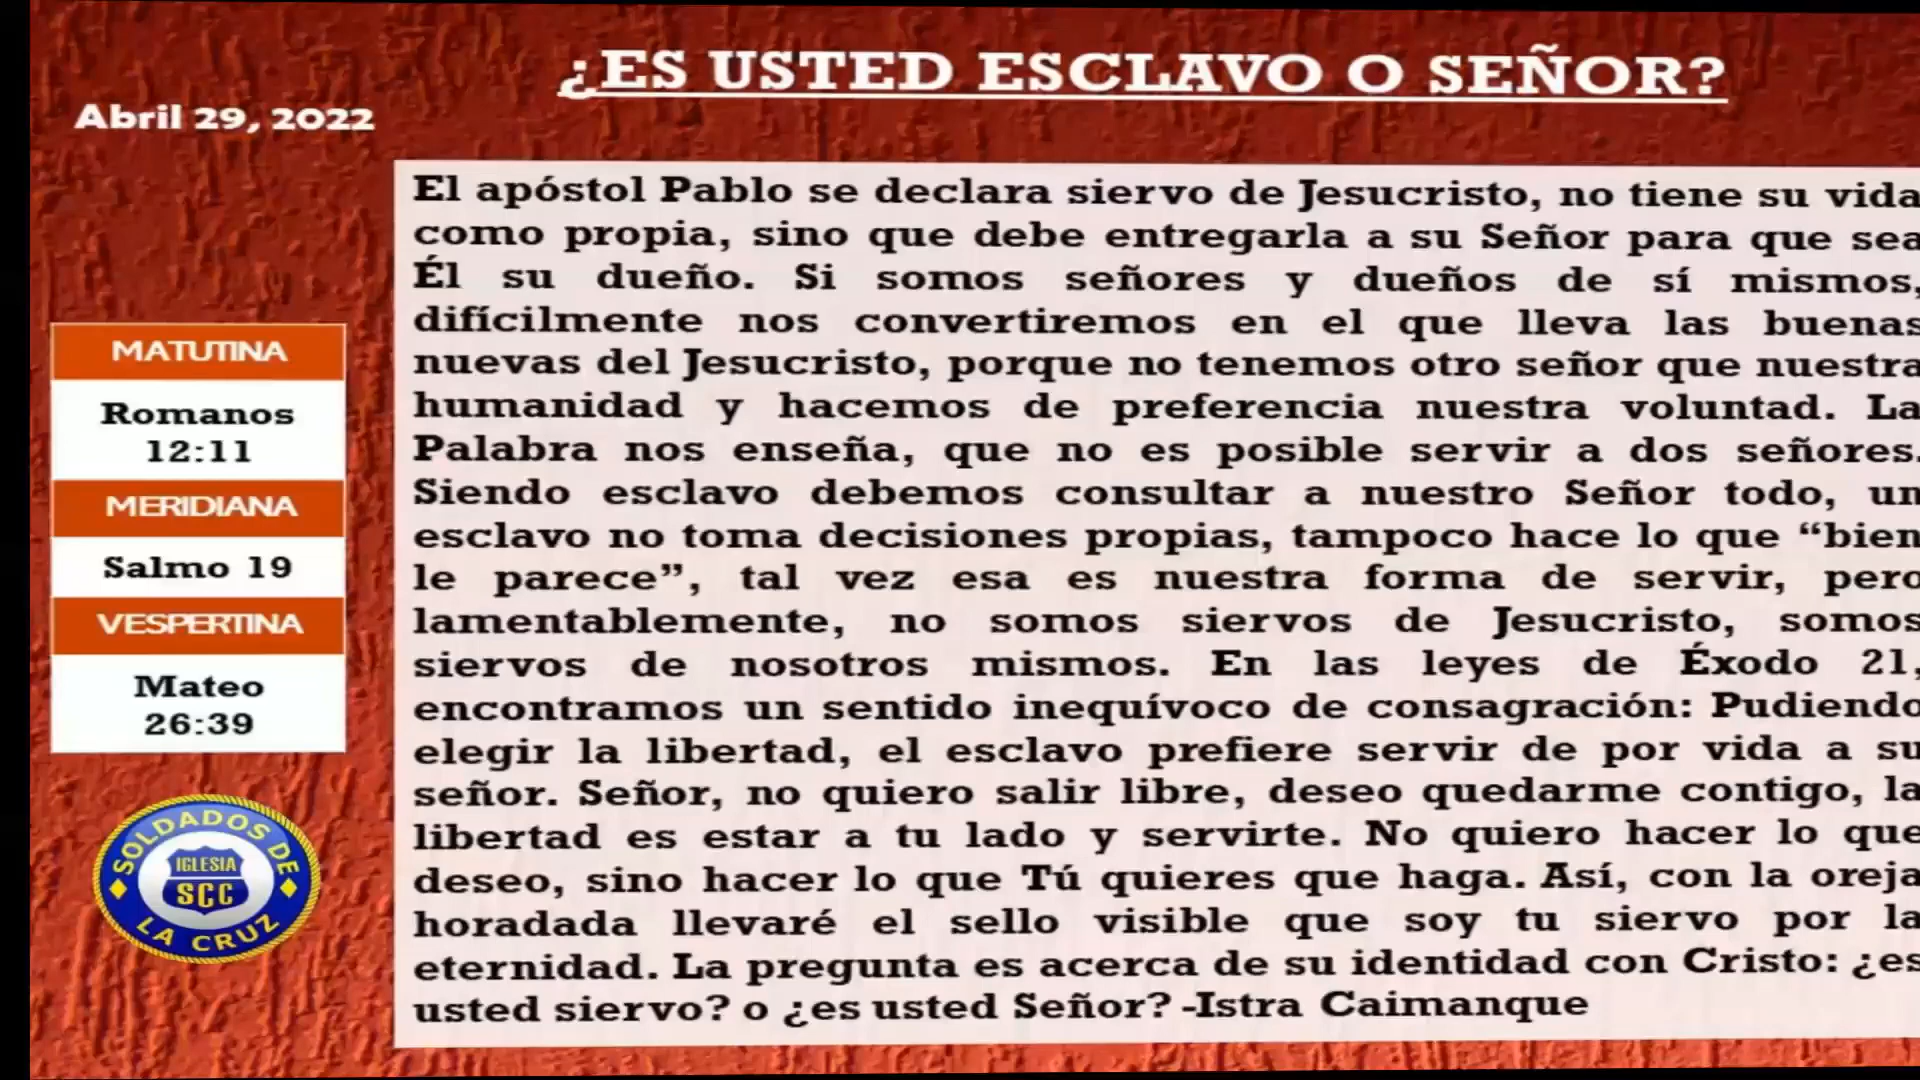 ¿ES USTED ESCLAVO O SEÑOR?
Abril 29, 2022
MATUTINA
Romanos
12:11
MERIDIANA
Salmo 19
VESPERTINA
Mateo
26:39
SOLDADOS DE
IGLESIA
SCC
LA CRUZ
El apóstol Pablo se declara siervo de Jesucristo, no tiene su vida
como propia, sino que debe entregarla a su Señor para que sea
Él su dueño. Si somos señores y dueños de sí mismos,
difícilmente nos convertiremos en el que lleva las buenas
nuevas del Jesucristo, porque no tenemos otro señor que nuestra
humanidad y hacemos de preferencia nuestra voluntad. La
Palabra nos enseña, que no es posible servir a dos señores.
Siendo esclavo debemos consultar a nuestro Señor todo, un
esclavo no toma decisiones propias, tampoco hace lo que “bien
le parece”, tal vez esa es nuestra forma de servir, pero
lamentablemente, no somos siervos de Jesucristo, somos
siervos de nosotros mismos. En las leyes de Éxodo 21,
encontramos un sentido inequívoco de consagración: Pudiendo
elegir la libertad, el esclavo prefiere servir de por vida a su
señor. Señor, no quiero salir libre, deseo quedarme contigo, la
libertad es estar a tu lado y servirte. No quiero hacer lo que
deseo, sino hacer lo que Tú quieres que haga. Así, con la oreja
horadada llevaré el sello visible que soy tu siervo por la
eternidad. La pregunta es acerca de su identidad con Cristo: ¿es
usted siervo? o ¿es usted Señor? -Istra Caimanque